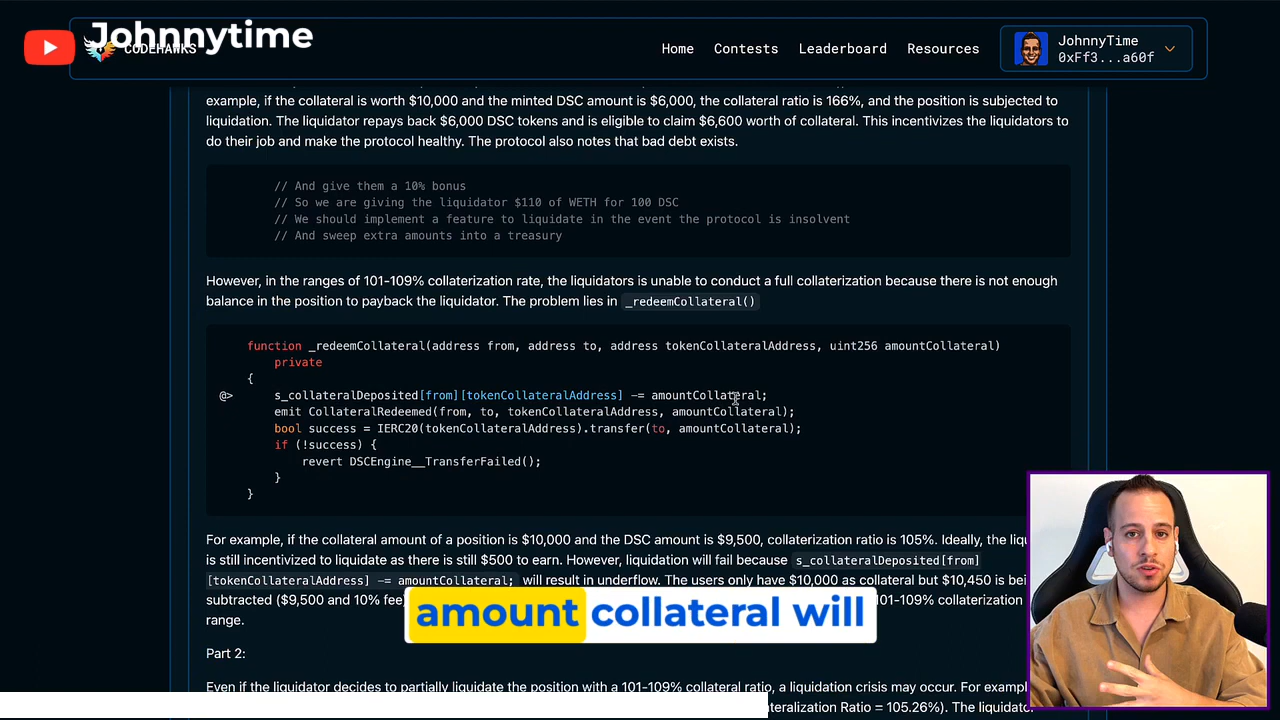 Johnnytime
CODEHAWKS
Home Contests Leaderboard Resources
JohnnyTime
0xFf3...a60f
example, if the collateral is worth $10,000 and the minted DSC amount is $6,000, the collateral ratio is 166%, and the position is subjected to
liquidation. The liquidator repays back $6,000 DSC tokens and is eligible to claim $6,600 worth of collateral. This incentivizes the liquidators to
do their job and make the protocol healthy. The protocol also notes that bad debt exists.
// And give them a 10% bonus
// So we are giving the liquidator $110 of WETH for 100 DSC
// We should implement a feature to liquidate in the event the protocol is insolvent
// And sweep extra amounts into a treasury
However, in the ranges of 101-109% collaterization rate, the liquidators is unable to conduct a full collaterization because there is not enough
balance in the position to payback the liquidator. The problem lies in _redeemCollateral()
function _redeemCollateral(address from, address to, address tokenCollateralAddress, uint256 amountCollateral)
private
{
@> s_collateralDeposited[from][tokenCollateralAddress] -= amountCollateral;
emit CollateralRedeemed(from, to, tokenCollateralAddress, amountCollateral);
bool success = IERC20(tokenCollateralAddress).transfer(to, amountCollateral);
if (!success) {
revert DSCEngine__TransferFailed();
}
}
For example, if the collateral amount of a position is $10,000 and the DSC amount is $9,500, collaterization ratio is 105%. Ideally, the
is still incentivized to liquidate as there is still $500 to earn. However, liquidation will fail because s_collateralDeposited[from]
[tokenCollateralAddress] -= amountCollateral; will result in underflow. The users only have $10,000 as collateral but $10,450 is
subtracted ($9,500 and 10% 101-109% collaterization
range.
amount collateral will
Part 2:
Even if the liquidator decides to partially liquidate the position with a 101-109% collateral ratio, a liquidation crisis may occur. For
Ratio = 105.26%). The